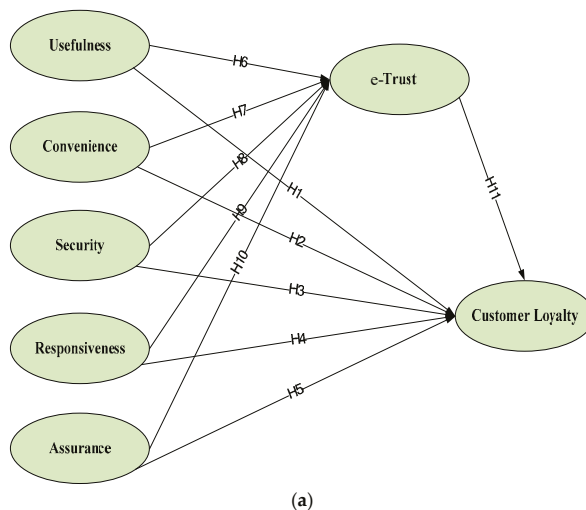 Usefulness
Convenience
Security
Responsiveness
Assurance
e-Trust
Customer Loyalty
H6
H7
H8
H9
H10
H1
H2
H3
H4
H5
H11
(a)